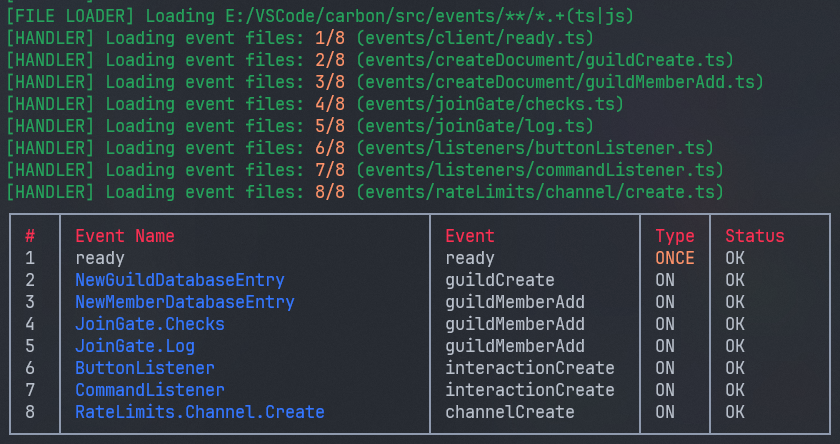 [FILE LOADER] Loading E:/VSCode/carbon/src/events/**/*.+(ts|js)
[HANDLER] Loading event files: 1/8 (events/client/ready.ts)
[HANDLER] Loading event files: 2/8 (events/createDocument/guildCreate.ts)
[HANDLER] Loading event files: 3/8 (events/createDocument/guildMemberAdd.ts)
[HANDLER] Loading event files: 4/8 (events/joinGate/checks.ts)
[HANDLER] Loading event files: 5/8 (events/joinGate/log.ts)
[HANDLER] Loading event files: 6/8 (events/listeners/buttonListener.ts)
[HANDLER] Loading event files: 7/8 (events/listeners/commandListener.ts)
[HANDLER] Loading event files: 8/8 (events/rateLimits/channel/create.ts)
# Event Name Event Type Status
1 ready ready ONCE OK
2 NewGuildDatabaseEntry guildCreate ON OK
3 NewMemberDatabaseEntry guildMemberAdd ON OK
4 JoinGate.Checks guildMemberAdd ON OK
5 JoinGate.Log guildMemberAdd ON OK
6 ButtonListener interactionCreate ON OK
7 CommandListener interactionCreate ON OK
8 RateLimits.Channel.Create channelCreate ON OK